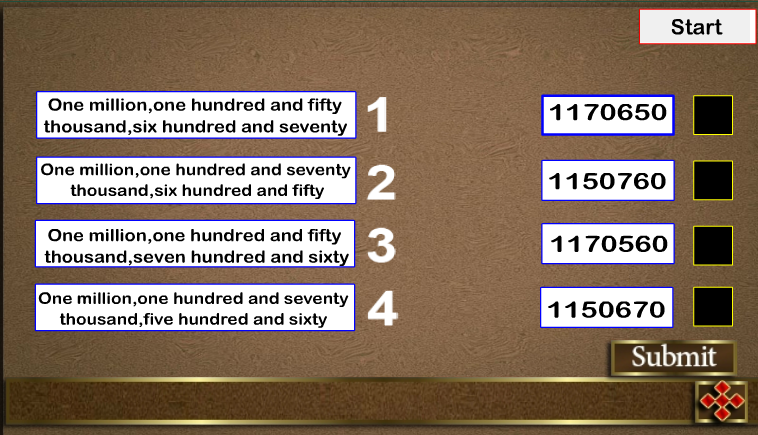 Start
One million,one hundred and fifty
thousand,six hundred and seventy
1
1170650
One million,one hundred and seventy
thousand,six hundred and fifty
2
1150760
One million,one hundred and fifty
thousand,seven hundred and sixty
3
1170560
One million,one hundred and seventy
thousand,five hundred and sixty
4
1150670
Submit